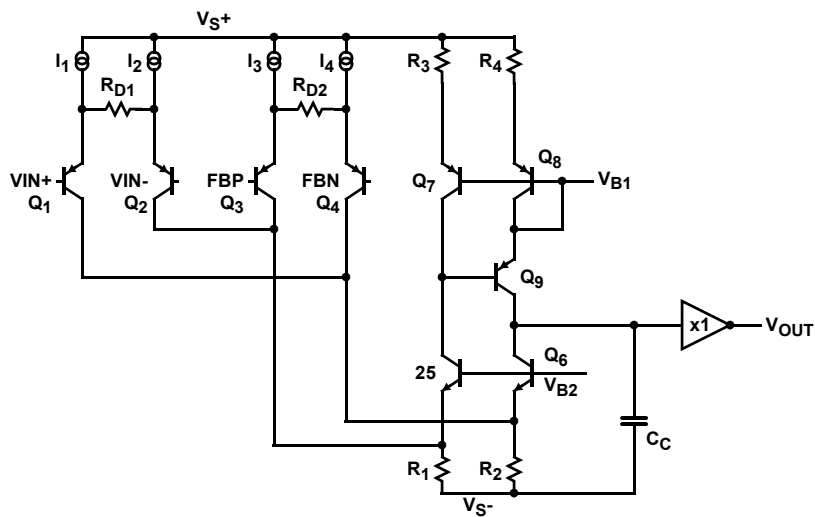 VS+
I1
I2
I3
I4
R3
R4
RD1
RD2
VIN+
Q1
VIN-
Q2
FBP
Q3
FBN
Q4
Q7
Q8
VB1
Q9
x1
VOUT
25
Q6
VB2
CC
R1
R2
VS-